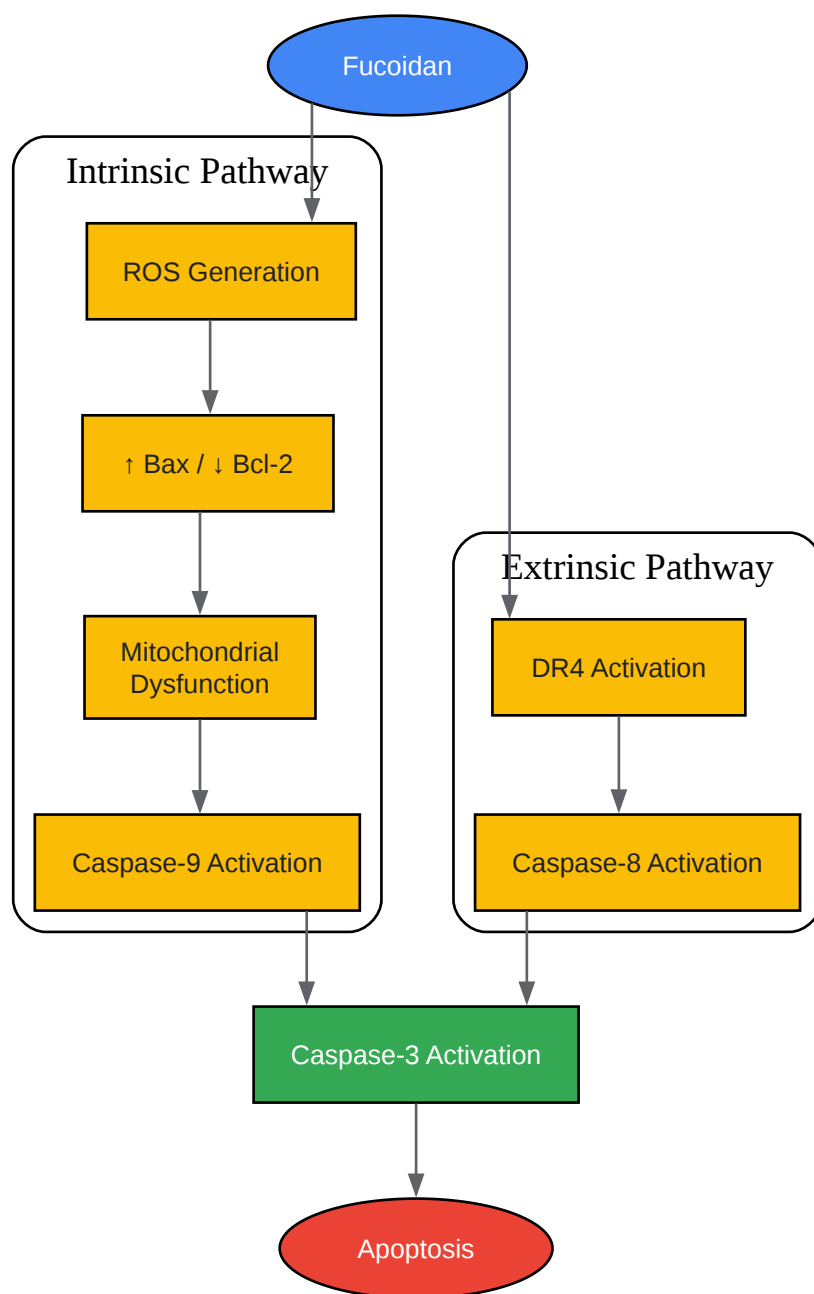 Fucoidan
Intrinsic Pathway
ROS Generation
↑ Bax / ↓ Bcl-2
Mitochondrial
Dysfunction
Caspase-9 Activation
Extrinsic Pathway
DR4 Activation
Caspase-8 Activation
Caspase-3 Activation
Apoptosis